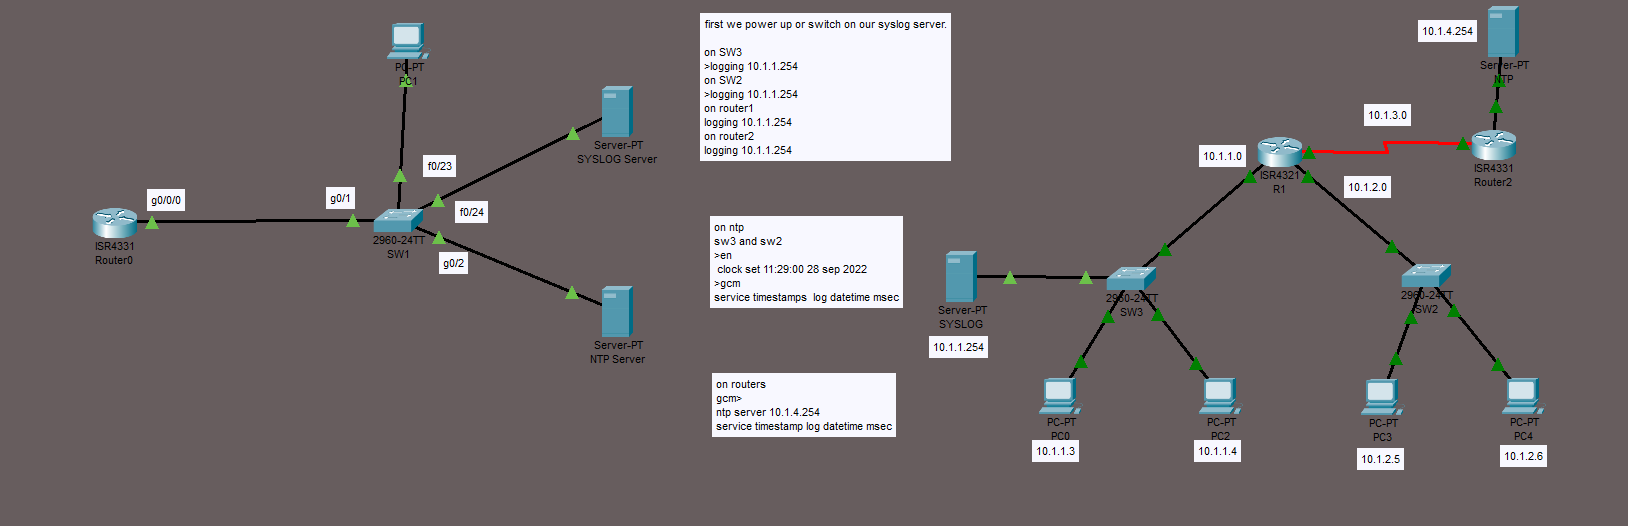 PC-PT
PC1
Server-PT
SYSLOG Server
f0/23
g0/0/0
g0/1
f0/24
ISR4331
Router0
2960-24TT
SW1
g0/2
Server-PT
NTP Server
first we power up or switch on our syslog server.
on SW3
>logging 10.1.1.254
on SW2
>logging 10.1.1.254
on router1
logging 10.1.1.254
on router2
logging 10.1.1.254
on ntp
sw3 and sw2
>en
clock set 11:29:00 28 sep 2022
>gcm
service timestamps  log datetime msec
on routers
gcm>
ntp server 10.1.4.254
service timestamp log datetime msec
10.1.4.254
Server-PT
NTP
10.1.3.0
10.1.1.0
ISR4321
R1
ISR4331
Router2
10.1.2.0
Server-PT
SYSLOG
10.1.1.254
2960-24TT
SW3
2960-24TT
SW2
PC-PT
PC0
10.1.1.3
PC-PT
PC2
10.1.1.4
PC-PT
PC3
10.1.2.5
PC-PT
PC4
10.1.2.6